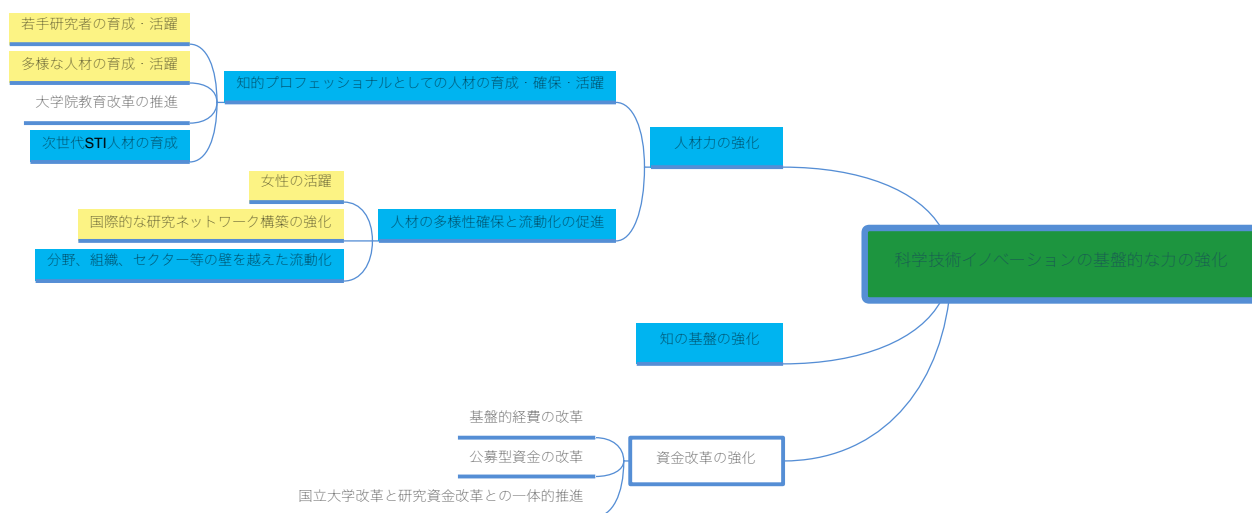 若手研究者の育成・活躍
多様な人材の育成・活躍
大学院教育改革の推進
次世代STI人材の育成
知的プロフェッショナルとしての人材の育成・確保・活躍
人材力の強化
女性の活躍
国際的な研究ネットワーク構築の強化
分野、組織、セクター等の壁を越えた流動化
人材の多様性確保と流動化の促進
科学技術イノベーションの基盤的な力の強化
知の基盤の強化
基盤的経費の改革
公募型資金の改革
国立大学改革と研究資金改革との一体的推進
資金改革の強化